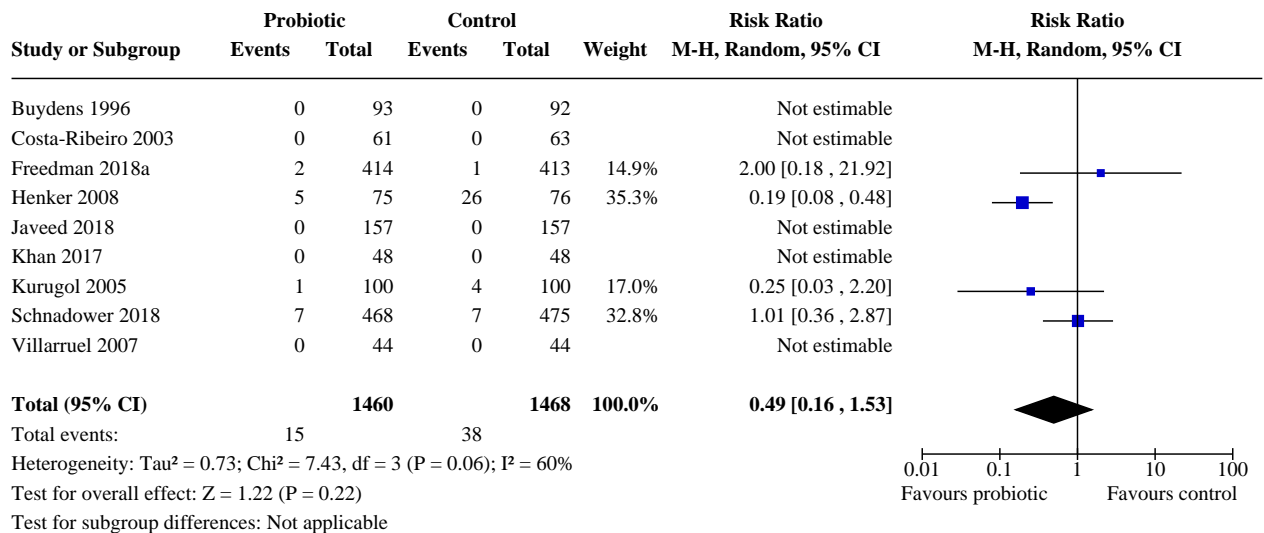 Probiotic Control Risk Ratio Risk Ratio
Study or Subgroup Events Total Events Total Weight M-H, Random, 95% CI M-H, Random, 95% CI
Buydens 1996 0 93 0 92 Not estimable
Costa-Ribeiro 2003 0 61 0 63 Not estimable
Freedman 2018a 2 414 1 413 14.9% 2.00 [0.18 , 21.92]
Henker 2008 5 75 26 76 35.3% 0.19 [0.08 , 0.48]
Javeed 2018 0 157 0 157 Not estimable
Khan 2017 0 48 0 48 Not estimable
Kurugol 2005 1 100 4 100 17.0% 0.25 [0.03 , 2.20]
Schnadower 2018 7 468 7 475 32.8% 1.01 [0.36 , 2.87]
Villarruel 2007 0 44 0 44 Not estimable
Total (95% CI) 1460 1468 100.0% 0.49 [0.16 , 1.53]
Total events: 15 38
Heterogeneity: Tau² = 0.73; Chi² = 7.43, df = 3 (P = 0.06); I² = 60%
0.01 0.1 1 10 100
Test for overall effect: Z = 1.22 (P = 0.22)
Favours probiotic Favours control
Test for subgroup differences: Not applicable